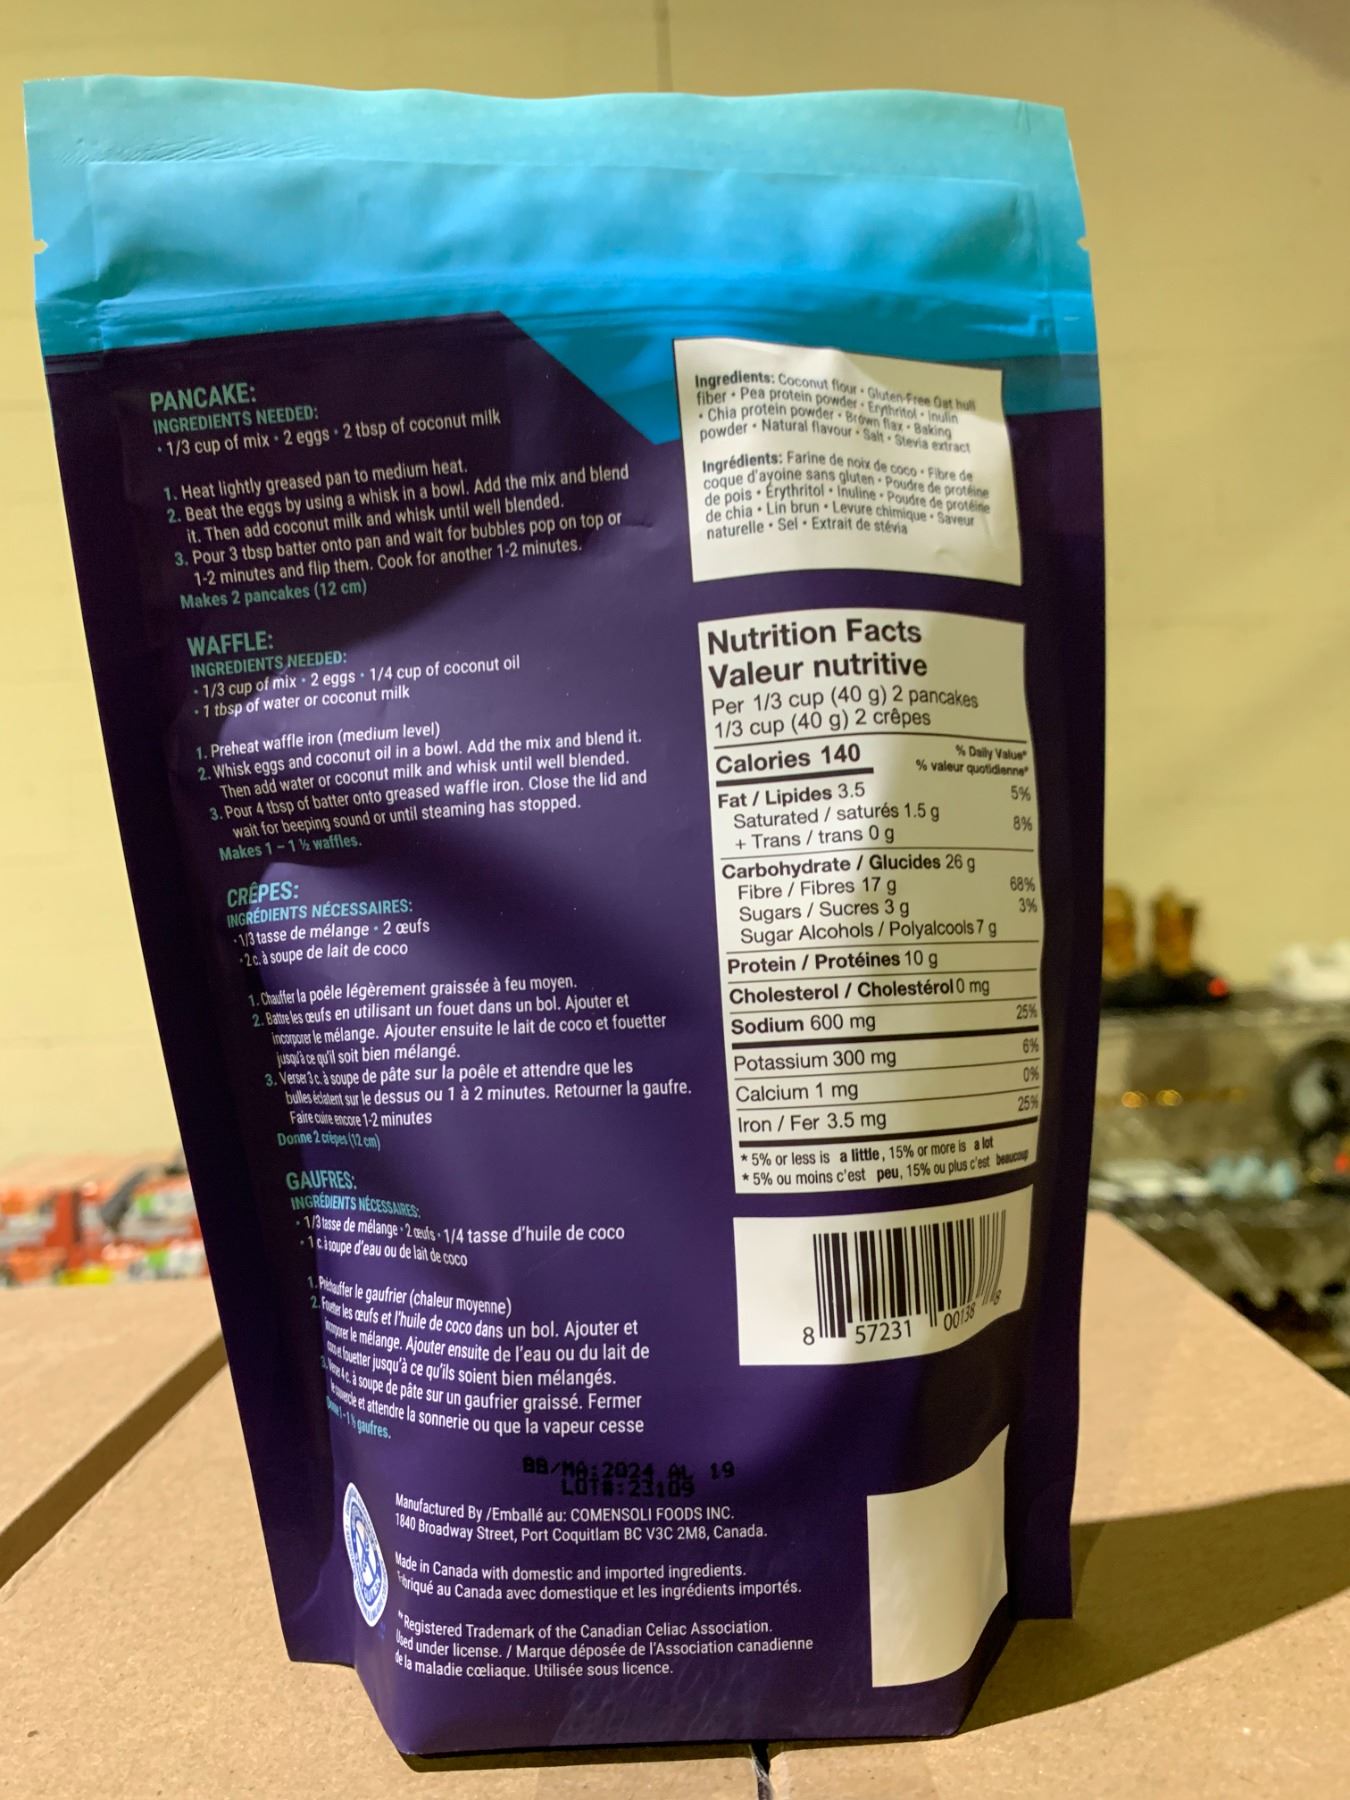 PANCAKE:
INGREDIENTS NEEDED:
• 1/3 cup of mix • 2 eggs • 2 tbsp of coconut milk
1. Heat lightly greased pan to medium heat.
2. Beat the eggs by using a whisk in a bowl. Add the mix and blend
it. Then add coconut milk and whisk until well blended.
3. Pour 3 tbsp batter onto pan and wait for bubbles pop on top or
1-2 minutes and flip them. Cook for another 1-2 minutes.
Makes 2 pancakes (12 cm)
WAFFLE:
INGREDIENTS NEEDED:
• 1/3 cup of mix • 2 eggs • 1/4 cup of coconut oil
• 1 tbsp of water or coconut milk
1. Preheat waffle iron (medium level)
2. Whisk eggs and coconut oil in a bowl. Add the mix and blend it.
Then add water or coconut milk and whisk until well blended.
3. Pour 4 tbsp of batter onto greased waffle iron. Close the lid and
wait for beeping sound or until steaming has stopped.
Makes 1 - 1 ½ waffles.
CRÊPES:
INGRÉDIENTS NÉCESSAIRES:
• 1/3 tasse de mélange • 2 œufs
• 2 c. à soupe de lait de coco
1. Chauffer la poêle légèrement graissée à feu moyen.
2. Battre les œufs en utilisant un fouet dans un bol. Ajouter et
incorporer le mélange. Ajouter ensuite le lait de coco et fouetter
jusqu'à ce qu'il soit bien mélangé.
3. Verser 3 c. à soupe de pâte sur la poêle et attendre que les
bulles éclatent sur le dessus ou 1 à 2 minutes. Retourner la gaufre.
Faire cuire encore 1-2 minutes
Donne 2 crêpes (12 cm)
GAUFRES:
INGRÉDIENTS NÉCESSAIRES:
• 1/3 tasse de mélange • 2 œufs • 1/4 tasse d'huile de coco
• 1 c. à soupe d'eau ou de lait de coco
1. Préchauffer le gaufrier (chaleur moyenne)
2. Fouetter les œufs et l'huile de coco dans un bol. Ajouter et
incorporer le mélange. Ajouter ensuite de l'eau ou du lait de
coco et fouetter jusqu'à ce qu'ils soient bien mélangés.
3. Verser 4 c. à soupe de pâte sur un gaufrier graissé. Fermer
le couvercle et attendre la sonnerie ou que la vapeur cesse
Donne 1 - 1 ½ gaufres.
BB/MA:2024 AL 19
LOT#:23109
Manufactured By /Emballé au: COMENSOLI FOODS INC.
1840 Broadway Street, Port Coquitlam BC V3C 2M8, Canada.
Made in Canada with domestic and imported ingredients.
Fabriqué au Canada avec domestique et les ingrédients importés.
Registered Trademark of the Canadian Celiac Association.
Used under license. / Marque déposée de l'Association canadienne
de la maladie cœliaque. Utilisée sous licence.
Ingredients: Coconut flour • Gluten-Free Oat hull
fiber • Pea protein powder • Erythritol • Inulin
• Chia protein powder • Brown flax • Baking
powder • Natural flavour • Salt • Stevia extract
Ingrédients: Farine de noix de coco • Fibre de
coque d'avoine sans gluten • Poudre de protéine
de pois • Érythritol • Inuline • Poudre de protéine
de chia • Lin brun • Levure chimique • Saveur
naturelle • Sel • Extrait de stévia
Nutrition Facts
Valeur nutritive
Per 1/3 cup (40 g) 2 pancakes
1/3 cup (40 g) 2 crêpes
Calories 140 % Daily Value*
% valeur quotidienne*
Fat / Lipides 3.5 5%
Saturated / saturés 1.5 g 8%
+ Trans / trans 0 g
Carbohydrate / Glucides 26 g
Fibre / Fibres 17 g 68%
Sugars / Sucres 3 g 3%
Sugar Alcohols / Polyalcools 7 g
Protein / Protéines 10 g
Cholesterol / Cholestérol 0 mg
Sodium 600 mg 25%
Potassium 300 mg 6%
Calcium 1 mg 0%
Iron / Fer 3.5 mg 25%
* 5% or less is a little, 15% or more is a lot
* 5% ou moins c'est peu, 15% ou plus c'est beaucoup
8 57231 00138 8